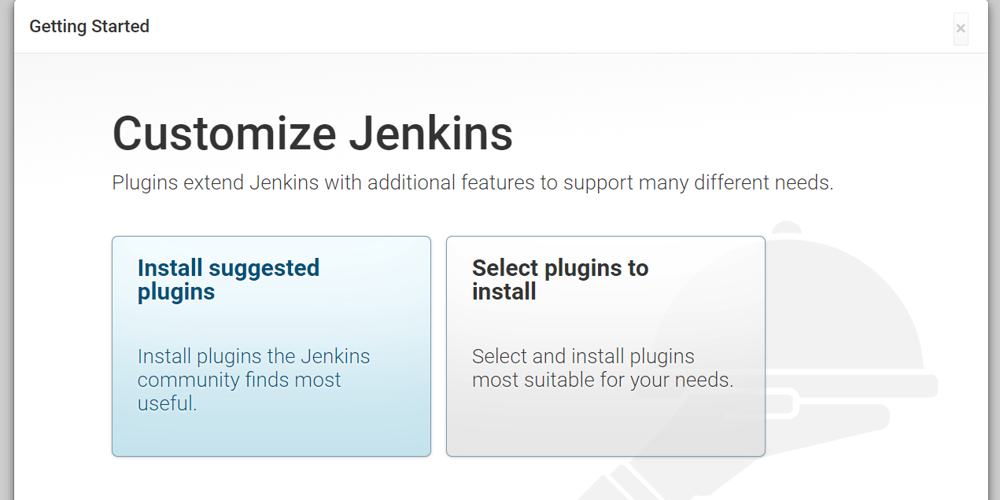 Getting Started
×
Customize Jenkins
Plugins extend Jenkins with additional features to support many different needs.
Install suggested
plugins
Install plugins the Jenkins
community finds most
useful.
Select plugins to
install
Select and install plugins
most suitable for your needs.